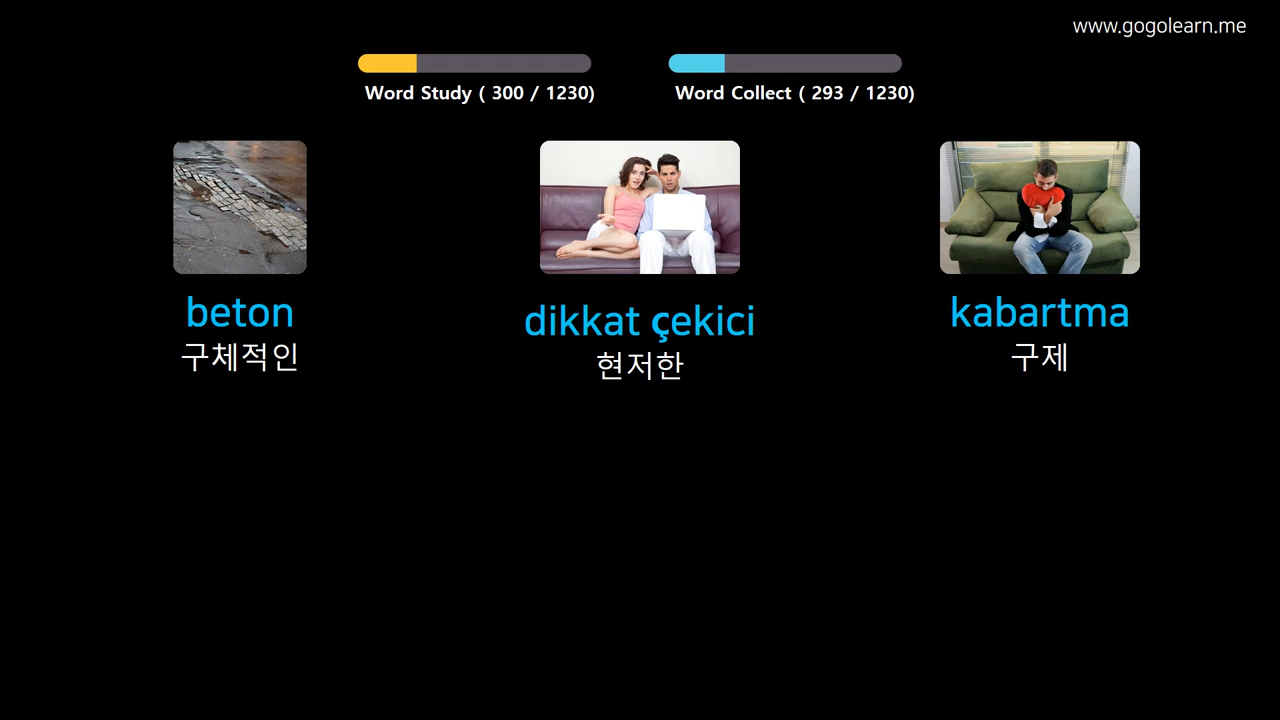 www.gogolearn.me
Word Study ( 300 / 1230)
Word Collect ( 293 / 1230)
beton
구체적인
dikkat çekici
현저한
kabartma
구제